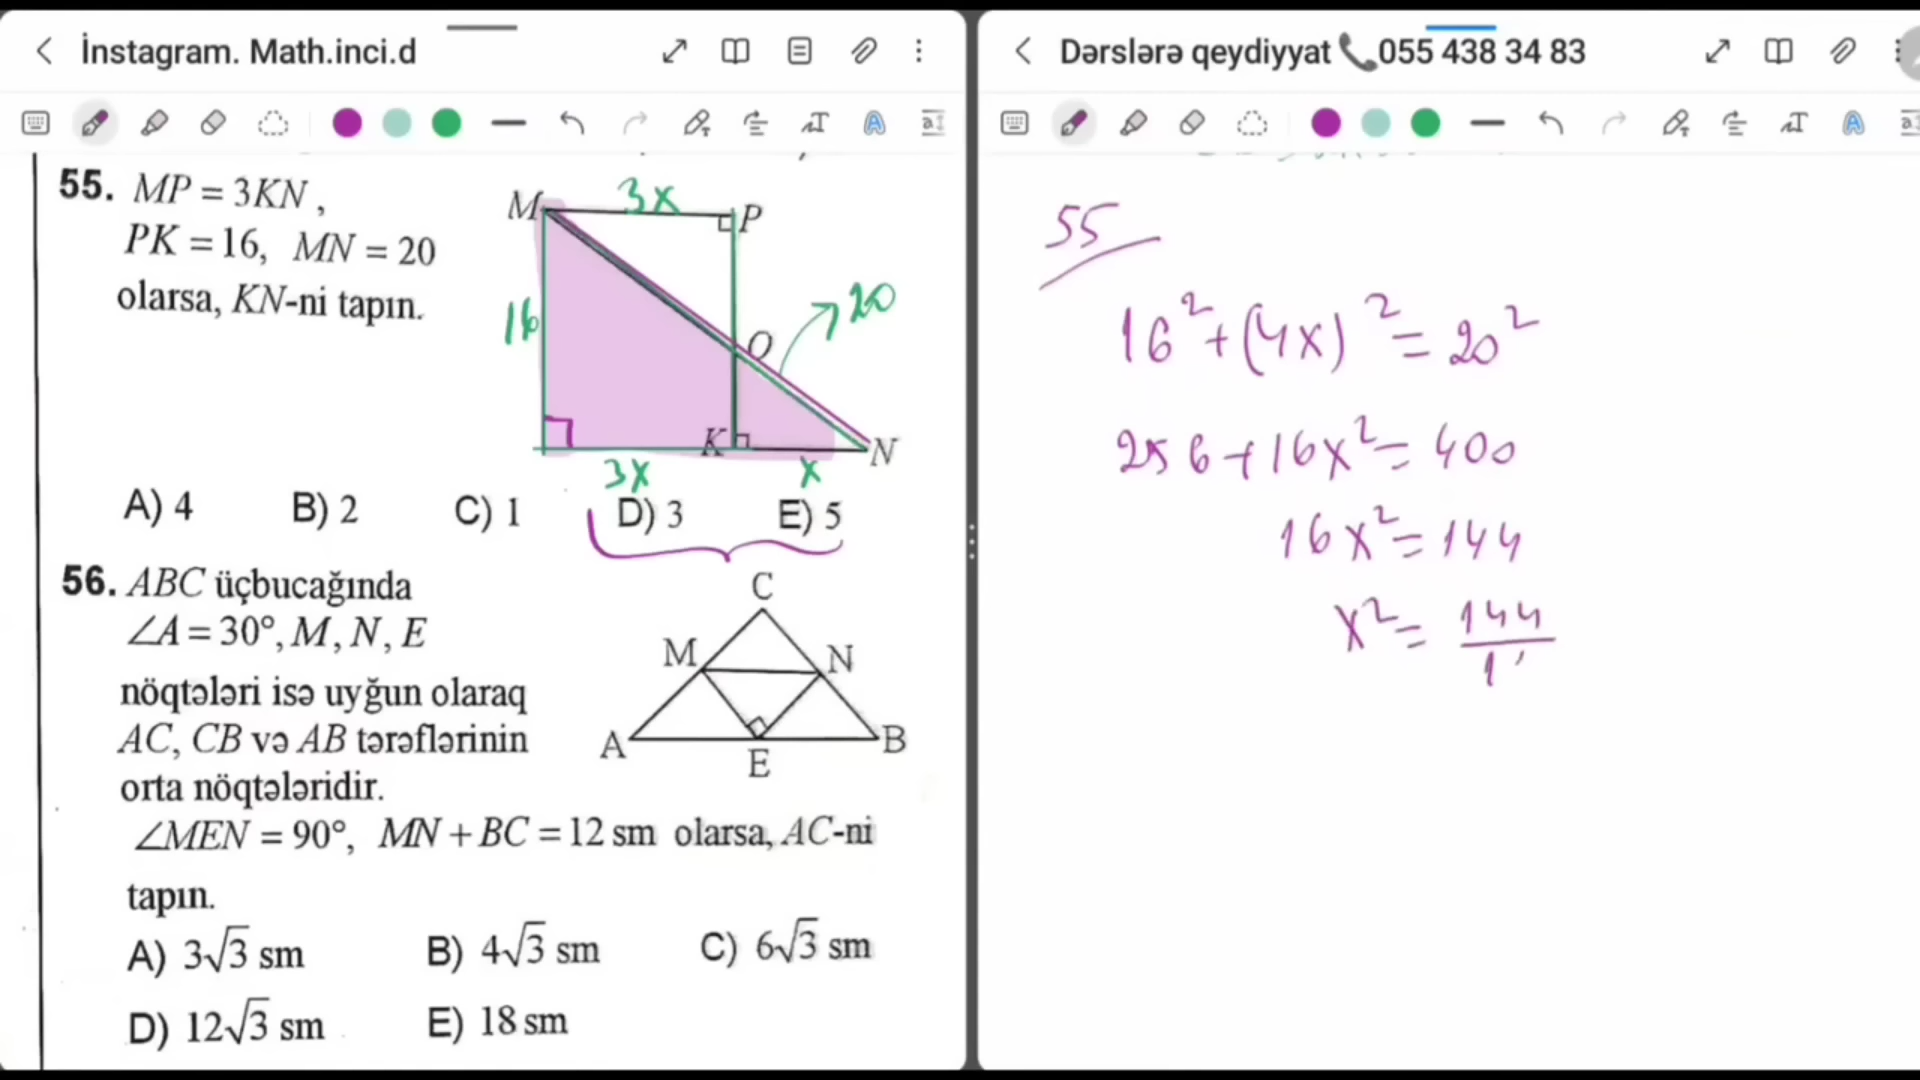 İnstagram. Math.inci.d
Dərslərə qeydiyyat 📞055 438 34 83
55. MP = 3KN ,
PK = 16, MN = 20
olarsa, KN-ni tapın.
M 3x P
16
O
20
K
N
3x x
A) 4 B) 2 C) 1 D) 3 E) 5
56. ABC üçbucağında
∠A = 30°, M, N, E
nöqtələri isə uyğun olaraq
AC, CB və AB tərəflərinin
orta nöqtələridir.
∠MEN = 90°, MN + BC = 12 sm olarsa, AC-ni
tapın.
C
M N
A E B
A) 3√3 sm B) 4√3 sm C) 6√3 sm
D) 12√3 sm E) 18 sm
55
16² + (4x)² = 20²
256 + 16x² = 400
16x² = 144
x² = 144
1